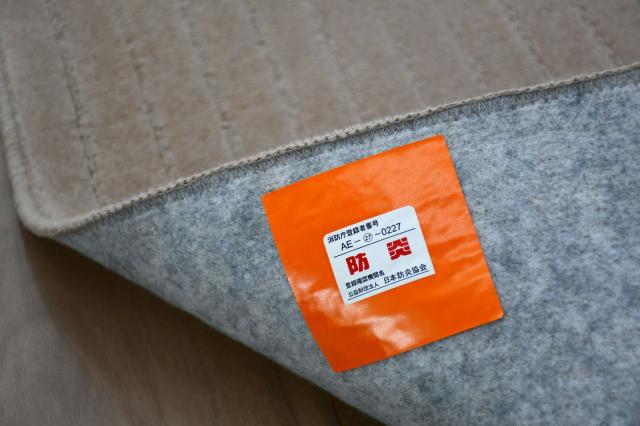 消防庁登録者番号
AE-㉗-0227
防炎
登録確認機関名
公益財団法人 日本防炎協会